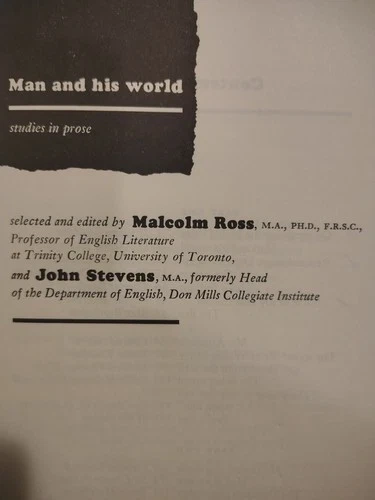 Man and his world
studies in prose
selected and edited by Malcolm Ross, M.A., PH.D., F.R.S.C.,
Professor of English Literature
at Trinity College, University of Toronto,
and John Stevens, M.A., formerly Head
of the Department of English, Don Mills Collegiate Institute